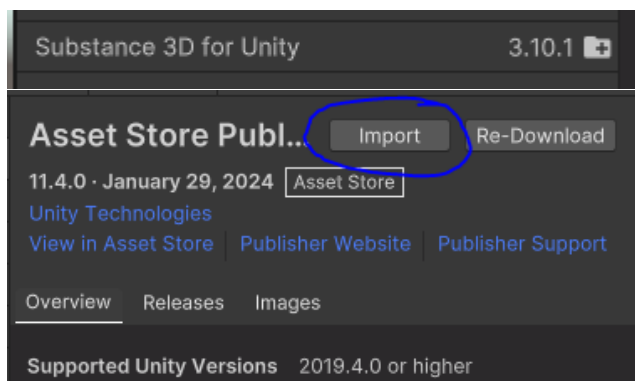 Substance 3D for Unity 3.10.1
Asset Store Publ... Import Re-Download
11.4.0 · January 29, 2024 Asset Store
Unity Technologies
View in Asset Store Publisher Website Publisher Support
Overview Releases Images
Supported Unity Versions 2019.4.0 or higher